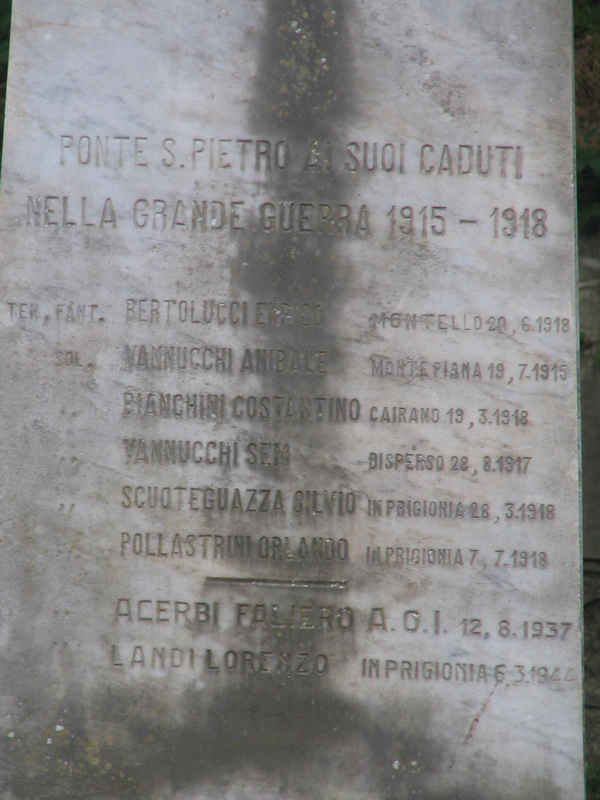 PONTE S. PIETRO AI SUOI CADUTI
NELLA GRANDE GUERRA 1915 - 1918
TEN, FANT. BERTOLUCCI ENRICO MONTELLO 20, 6.1918
SOL, VANNUCCHI ANIBALE MONTE PIANA 19, 7.1915
,, BIANCHINI COSTANTINO CAIRANO 19, 3.1918
,, VANNUCCHI SEM DISPERSO 28, 8.1917
,, SCUOTEGUAZZA SILVIO IN PRIGIONIA 28, 3.1918
,, POLLASTRINI ORLANDO IN PRIGIONIA 7, 7.1918
,, ACERBI FALIERO A. O. I. 12, 8.1937
,, LANDI LORENZO IN PRIGIONIA 6.3.1944